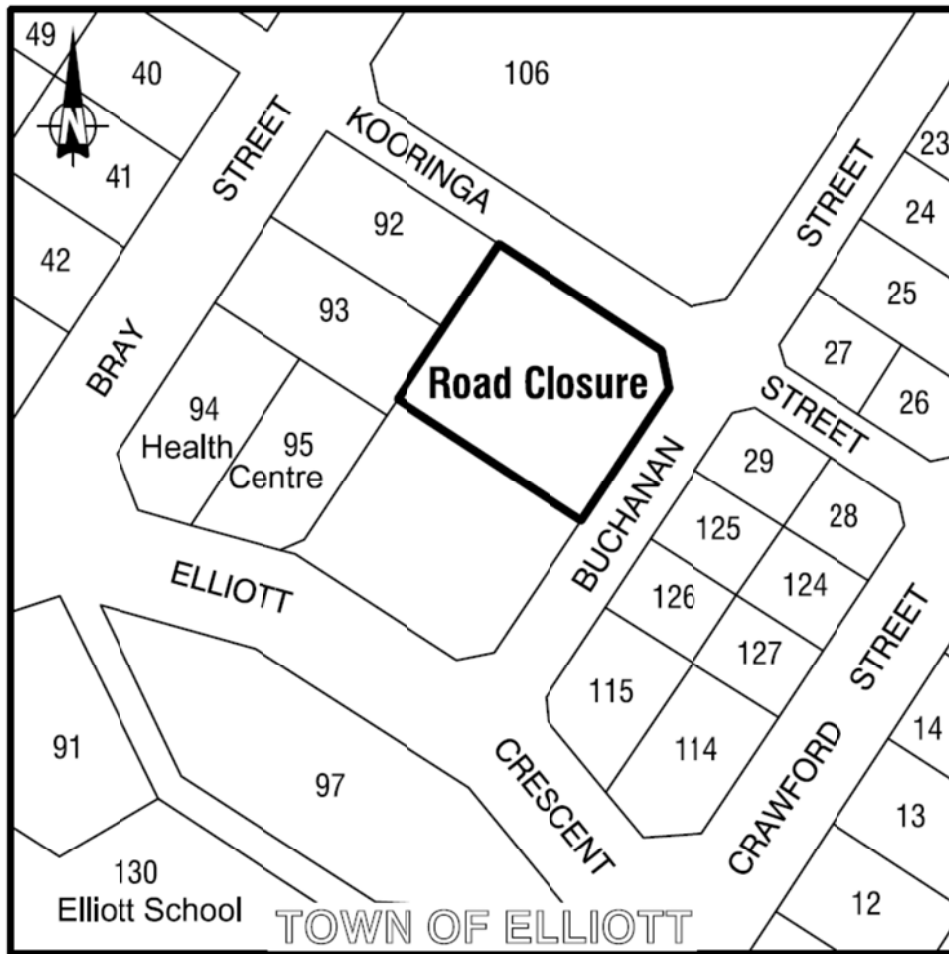 49
40
106
N
41
STREET
KOORINGA
STREET
23
24
92
42
25
93
BRAY
27
Road Closure
26
STREET
94
Health
95
Centre
29
BUCHANAN
125
28
ELLIOTT
126
124
127
STREET
115
91
114
14
97
CRESCENT
CRAWFORD
13
130
Elliott School
12
TOWN OF ELLIOTT